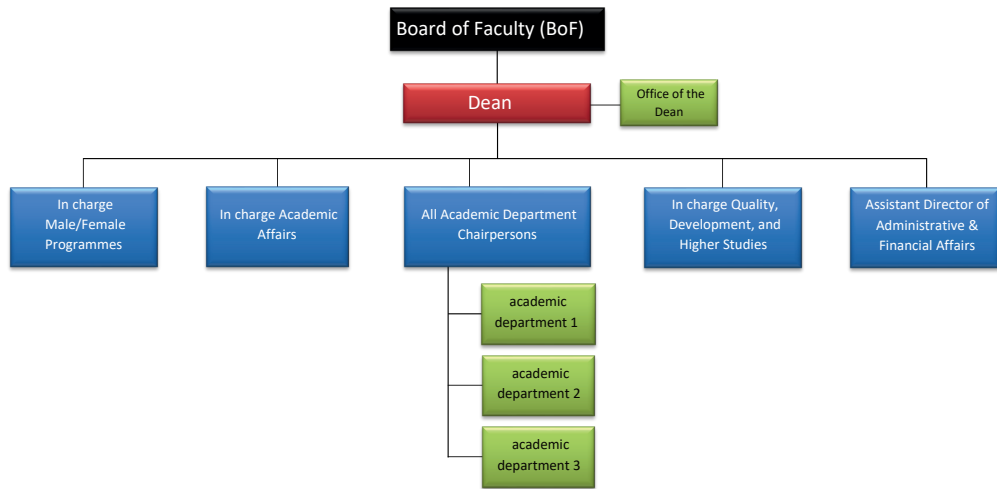 Board of Faculty (BoF)
Dean
Office of the
Dean
In charge
Male/Female
Programmes
In charge Academic
Affairs
All Academic Department
Chairpersons
In charge Quality,
Development, and
Higher Studies
Assistant Director of
Administrative &
Financial Affairs
academic
department 1
academic
department 2
academic
department 3